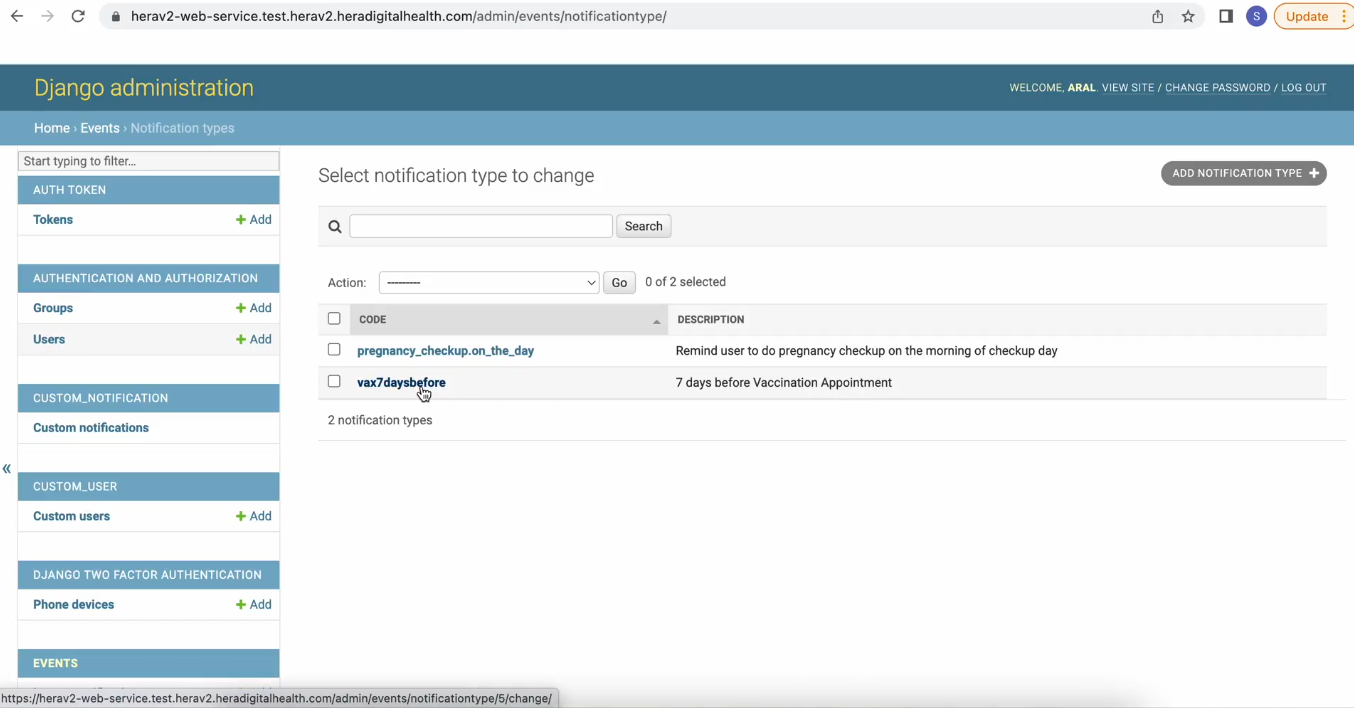 herav2-web-service.test.herav2.heradigitalhealth.com/admin/events/notificationtype/
S
Update
Django administration
WELCOME, ARAL. VIEW SITE / CHANGE PASSWORD / LOG OUT
Home › Events › Notification types
Start typing to filter...
AUTH TOKEN
Tokens + Add
AUTHENTICATION AND AUTHORIZATION
Groups + Add
Users + Add
CUSTOM_NOTIFICATION
Custom notifications
CUSTOM_USER
Custom users + Add
DJANGO TWO FACTOR AUTHENTICATION
Phone devices + Add
EVENTS
«
Select notification type to change
ADD NOTIFICATION TYPE +
Search
Action: --------- Go 0 of 2 selected
CODE DESCRIPTION
pregnancy_checkup.on_the_day Remind user to do pregnancy checkup on the morning of checkup day
vax7daysbefore 7 days before Vaccination Appointment
2 notification types
https://herav2-web-service.test.herav2.heradigitalhealth.com/admin/events/notificationtype/5/change/